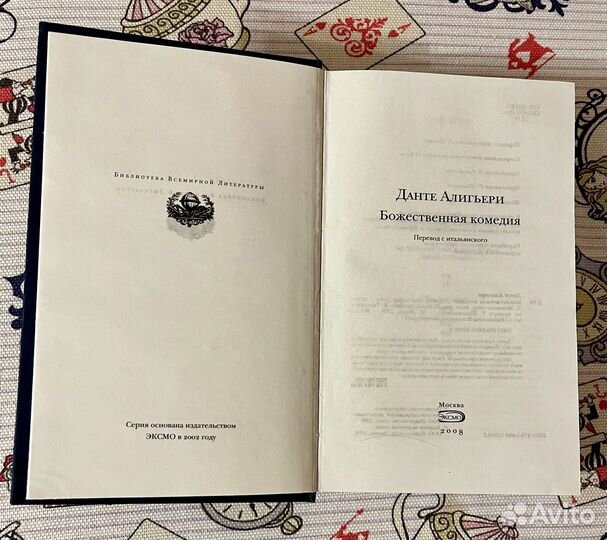 Библиотека Всемирной Литературы
Серия основана издательством
ЭКСМО в 2002 году
Данте Алигьери
Божественная комедия
Перевод с итальянского
Москва
ЭКСМО
2008
Avito